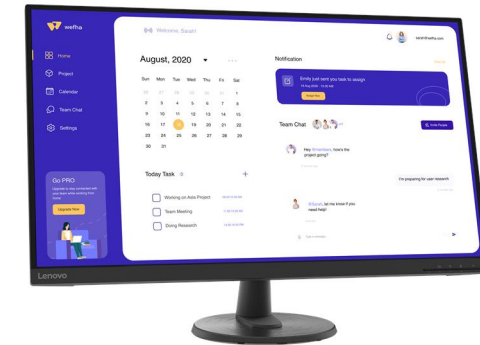 wefha
Welcome, Sarah!
sarah@wefha.com
Home
Project
Calendar
Team Chat
Settings
Go PRO
Upgrade Now
August, 2020
Sun Mon Tue Wed Thu Fri Sat
1
2 3 4 5 6 7 8
9 10 11 12 13 14 15
16 17 18 19 20 21 22
23 24 25 26 27 28 29
30 31
Today Task
Working on Asia Project
Team Meeting
Doing Research
Notification
Emily just sent you task to assign
Team Chat
Invite People
Hey
here's the
project going?
I'm preparing for user research
let me know if you
need help!
Lenovo